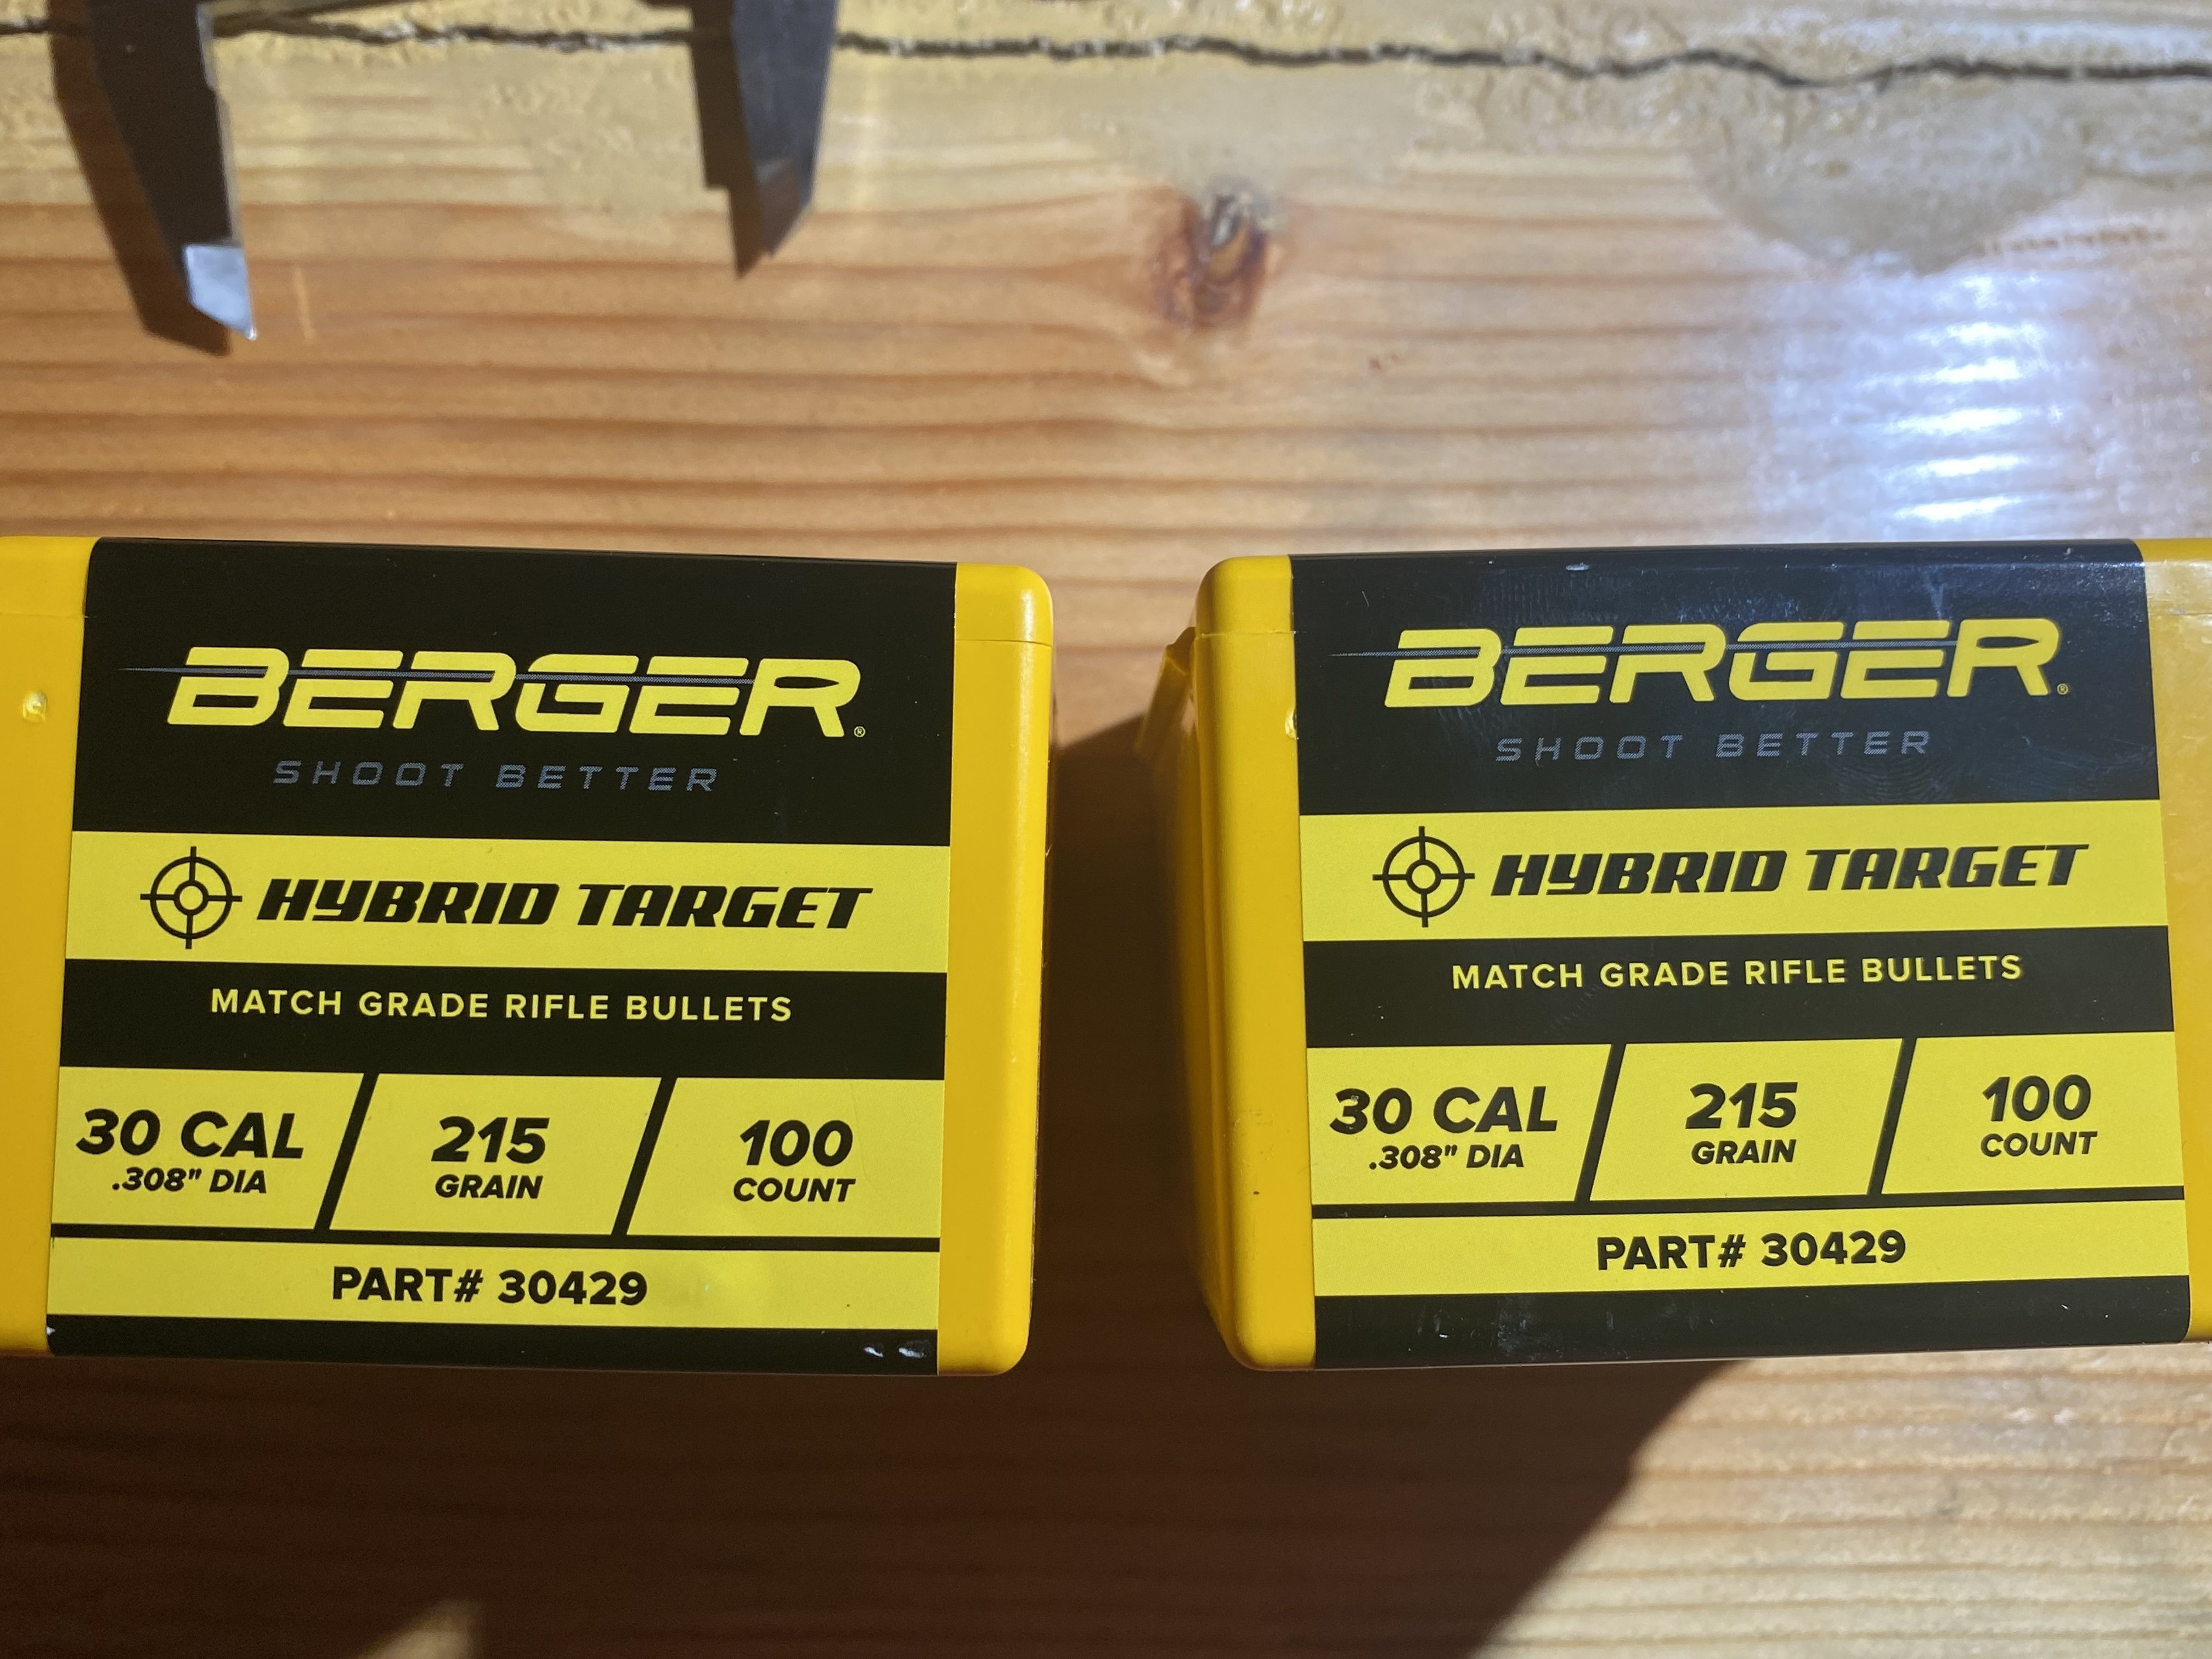 BERGER®
SHOOT BETTER
HYBRID TARGET
MATCH GRADE RIFLE BULLETS
30 CAL
.308" DIA
215
GRAIN
100
COUNT
PART# 30429
BERGER®
SHOOT BETTER
HYBRID TARGET
MATCH GRADE RIFLE BULLETS
30 CAL
.308" DIA
215
GRAIN
100
COUNT
PART# 30429